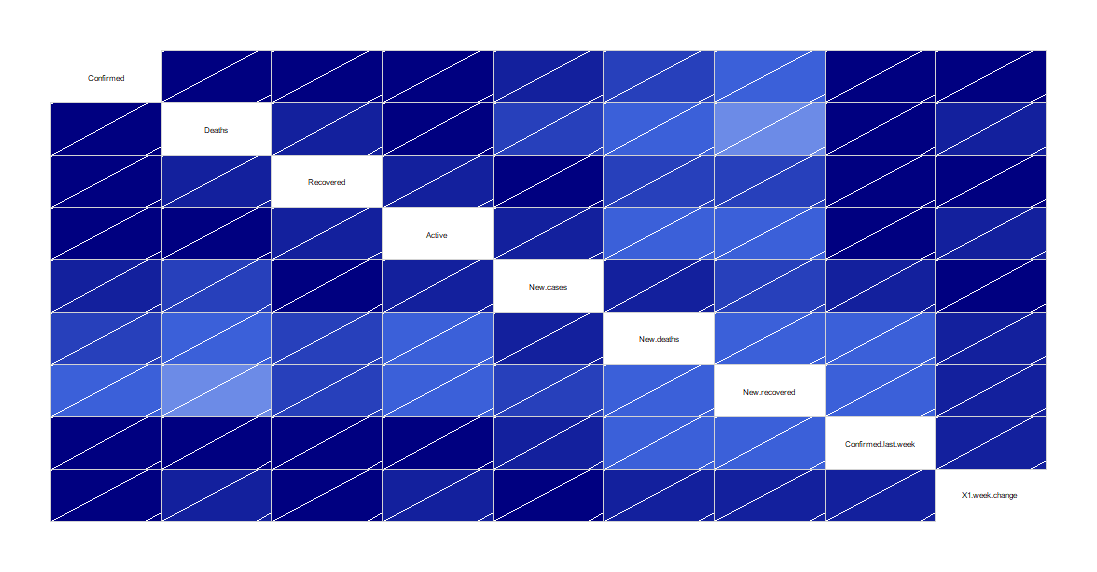 Confirmed
Deaths
Recovered
Active
New.cases
New.deaths
New.recovered
Confirmed.last.week
X1.week.change